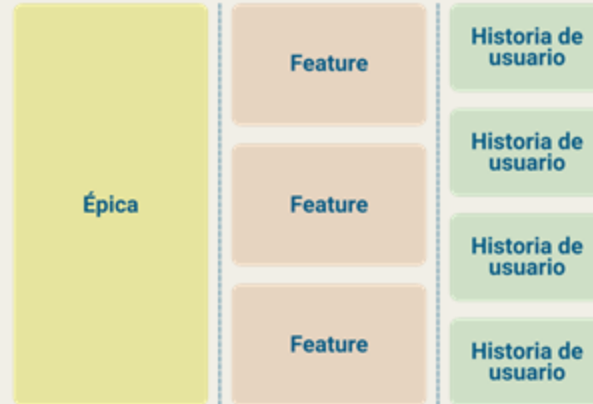 Épica
Feature
Feature
Feature
Historia de
usuario
Historia de
usuario
Historia de
usuario
Historia de
usuario